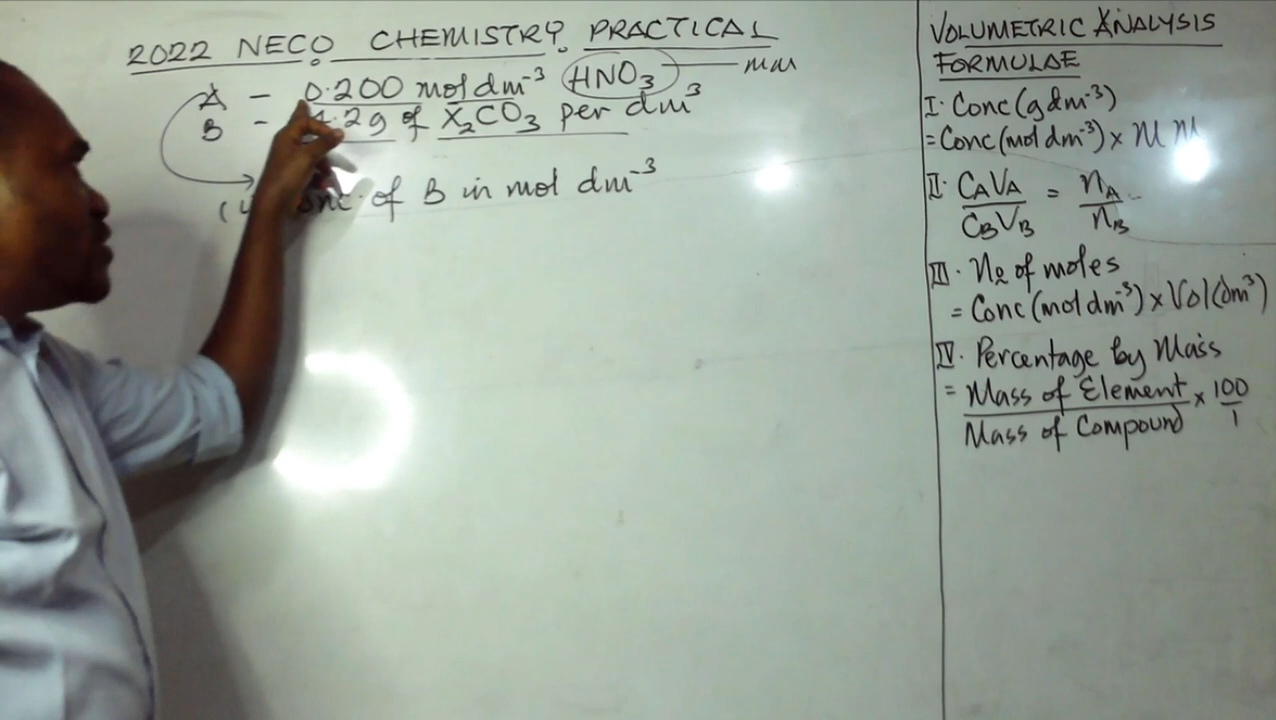 2022 NECO CHEMISTRY PRACTICAL
A - 0.200 mol dm⁻³ HNO₃ — mm
B - .2g of X₂CO₃ per dm³
of B in mol dm⁻³
VOLUMETRIC ANALYSIS
FORMULAE
I. Conc(gdm⁻³)
= Conc(mol dm⁻³) x M M
II. CAVA / CBVB = nA / nB
III. No of moles
= Conc(mol dm⁻³) x Vol(dm³)
IV. Percentage by Mass
= Mass of Element / Mass of Compound x 100 / 1